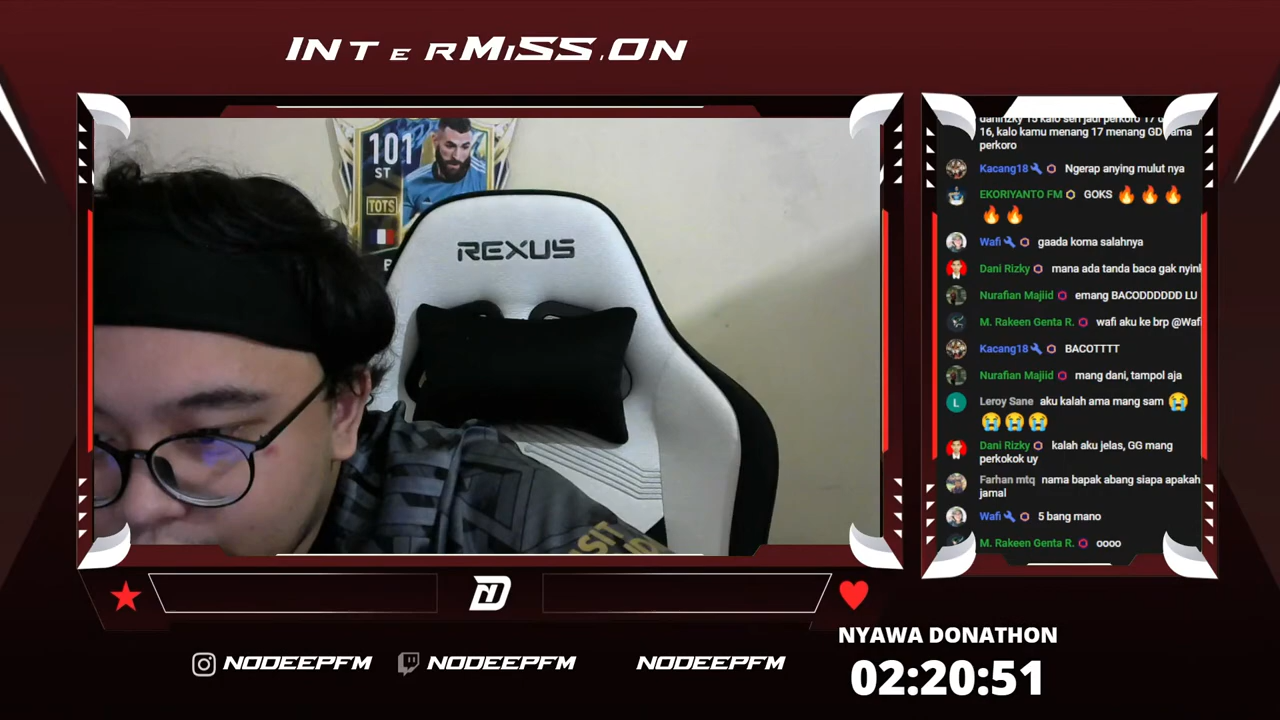 INTERMISSION
101
ST
TOTS
B
REXUS
16, kalo kamu menang 17 menang GD
perkoro
Kacang18 Ngerap anying mulut nya
EKORIYANTO FM GOKS 🔥 🔥 🔥
🔥 🔥
Wafi gaada koma salahnya
Dani Rizky mana ada tanda baca gak
Nurafian Majiid emang BACODDDDDD LU
M. Rakeen Genta R. wafi aku ke brp @Wafi
Kacang18 BACOTTTT
Nurafian Majiid mang dani, tampol aja
L
Leroy Sane aku kalah ama mang sam 😭
😭😭😭
Dani Rizky kalah aku jelas, GG mang
perkokok uy
Farhan mtq nama bapak abang siapa apakah
jamal
Wafi 5 bang mano
M. Rakeen Genta R. oooo
ND
NYAWA DONATHON
NODEEPFM NODEEPFM NODEEPFM
02:20:51